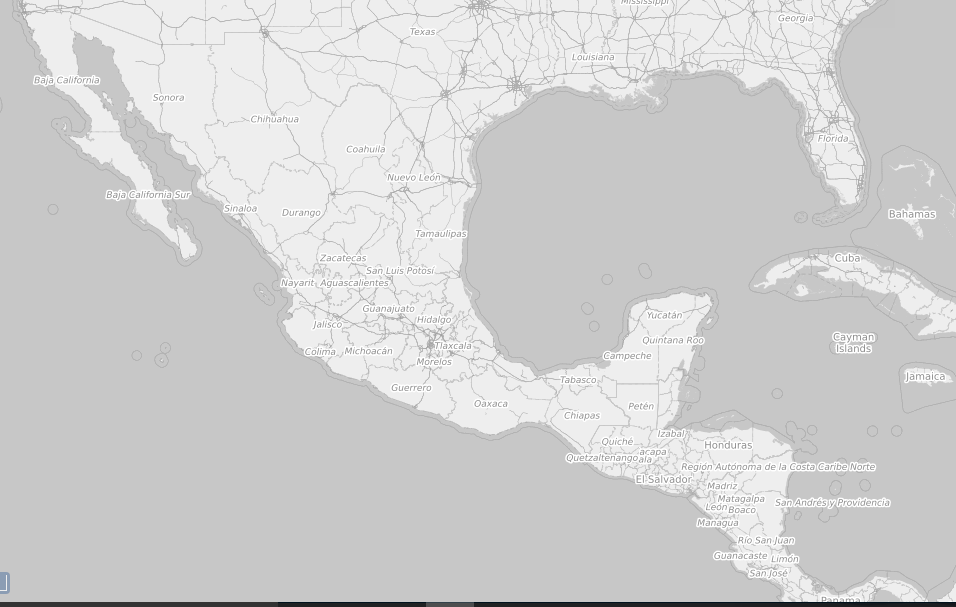 Mississippi
Georgia
Texas
Louisiana
Baja California
Sonora
Chihuahua
Florida
Coahuila
Nuevo León
Baja California Sur
Sinaloa
Durango
Bahamas
Tamaulipas
Zacatecas
Cuba
San Luis Potosí
Nayarit
Aguascalientes
Guanajuato
Yucatán
Hidalgo
Jalisco
Quintana Roo
Cayman
Islands
Tlaxcala
Colima
Michoacán
Campeche
Morelos
Jamaica
Tabasco
Guerrero
Oaxaca
Petén
Chiapas
Izabal
Quiché
Honduras
acapa
Quetzaltenango
ala
Región Autónoma de la Costa Caribe Norte
El Salvador
Madriz
Matagalpa
San Andrés y Providencia
León
Boaco
Managua
Río San Juan
Guanacaste
Limón
San José
Panama